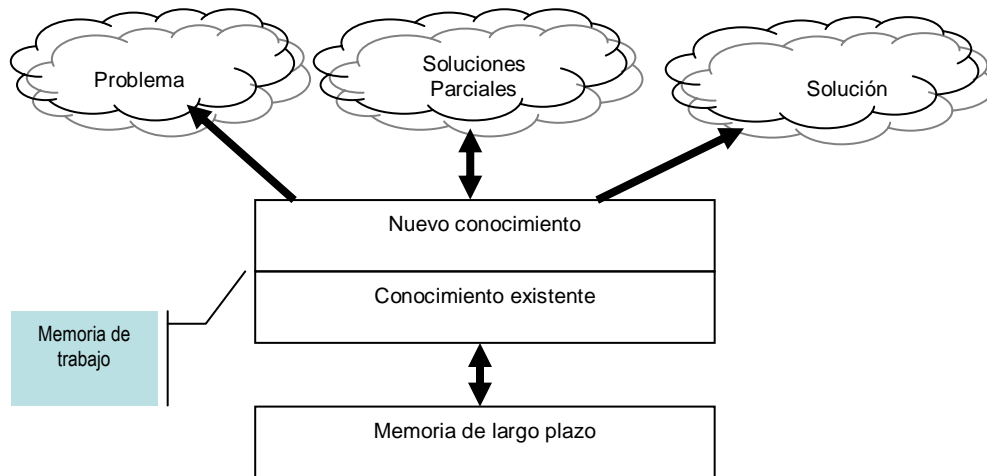 Problema
Soluciones
Parciales
Solución
Nuevo conocimiento
Conocimiento existente
Memoria de
trabajo
Memoria de largo plazo